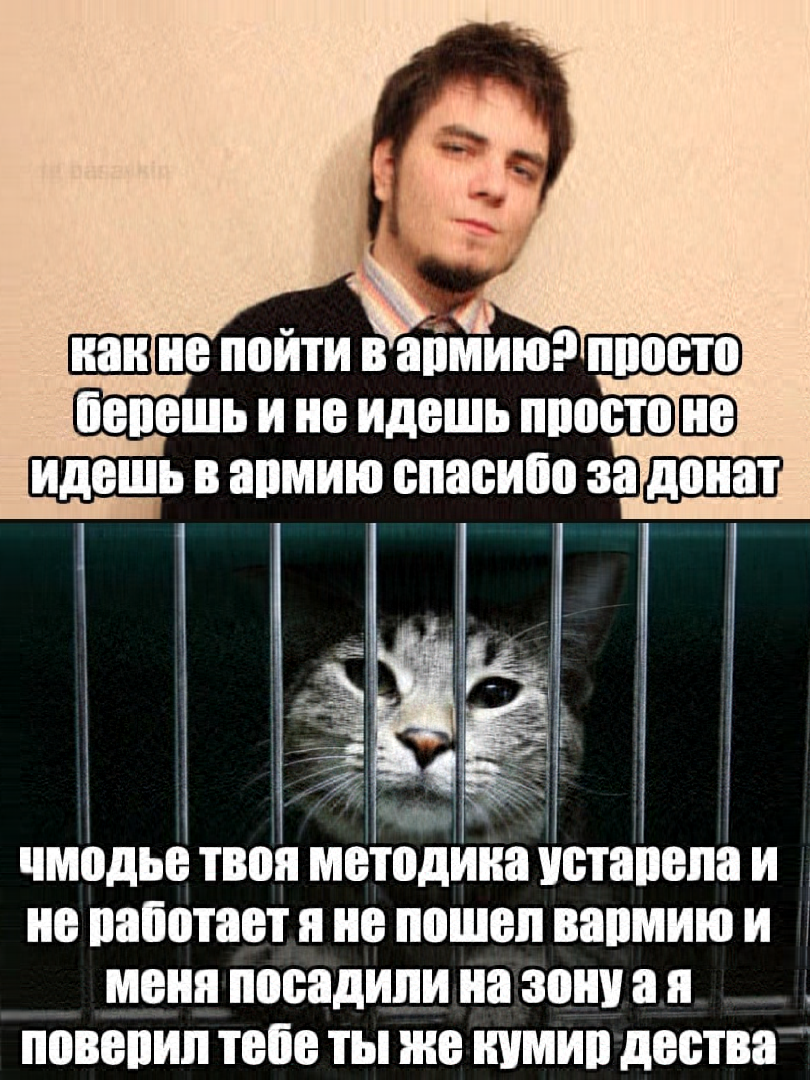 как не пойти в армию? просто
берешь и не идешь просто не
идешь в армию спасибо за донат
чмодье твоя методика устарела и
не работает я не пошел вармию и
меня посадили на зону а я
поверил тебе ты же кумир дества